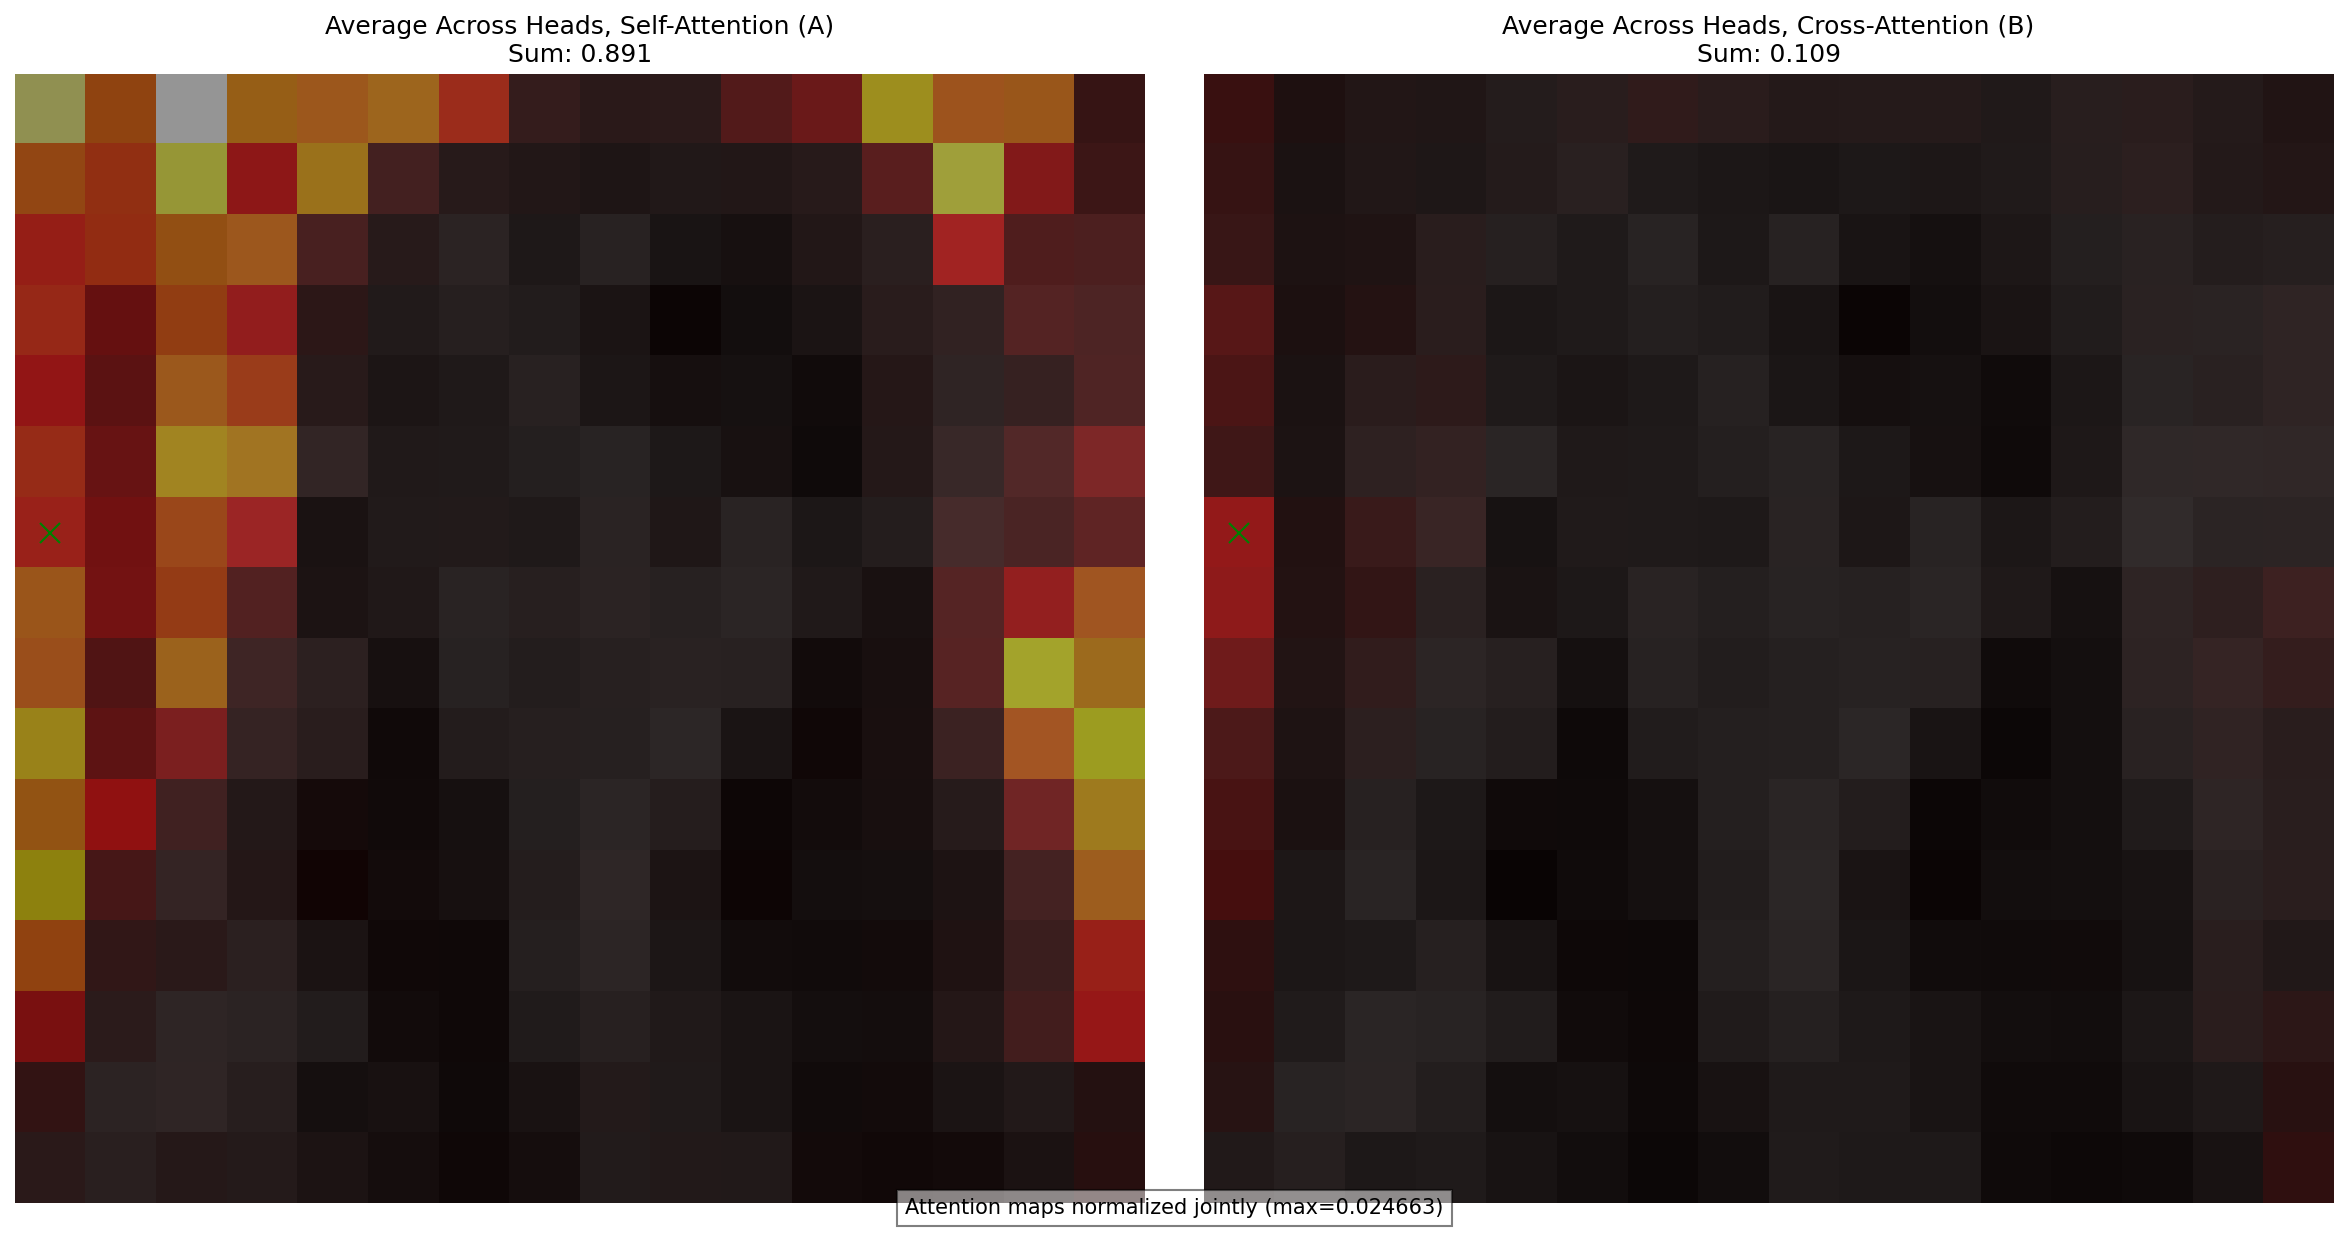 Average Across Heads, Self-Attention (A)
Sum: 0.891
Average Across Heads, Cross-Attention (B)
Sum: 0.109
Attention maps normalized jointly (max=0.024663)